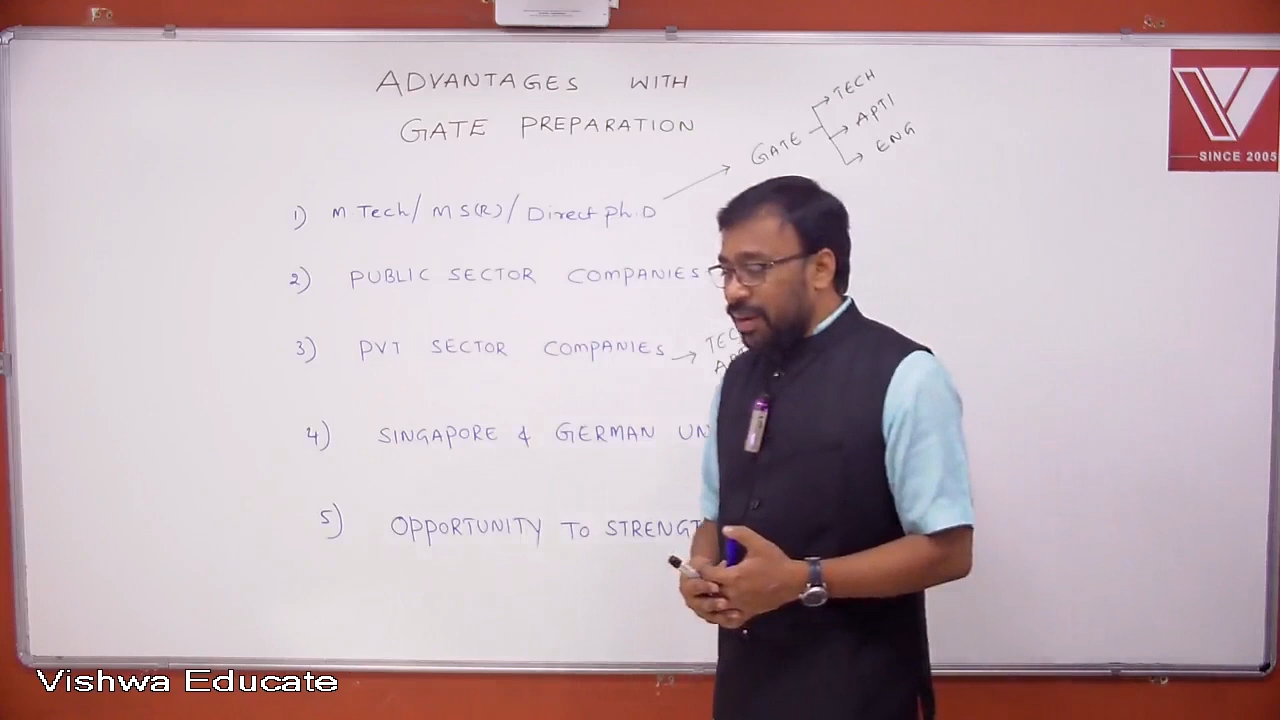 ADVANTAGES WITH
GATE PREPARATION
1) M Tech/ M S(R)/ Direct Ph.D
GATE
TECH
APTI
ENG
2) PUBLIC SECTOR COMPANIES
3) PVT SECTOR COMPANIES
4) SINGAPORE & GERMAN
5) OPPORTUNITY TO
SINCE 2005
Vishwa Educate